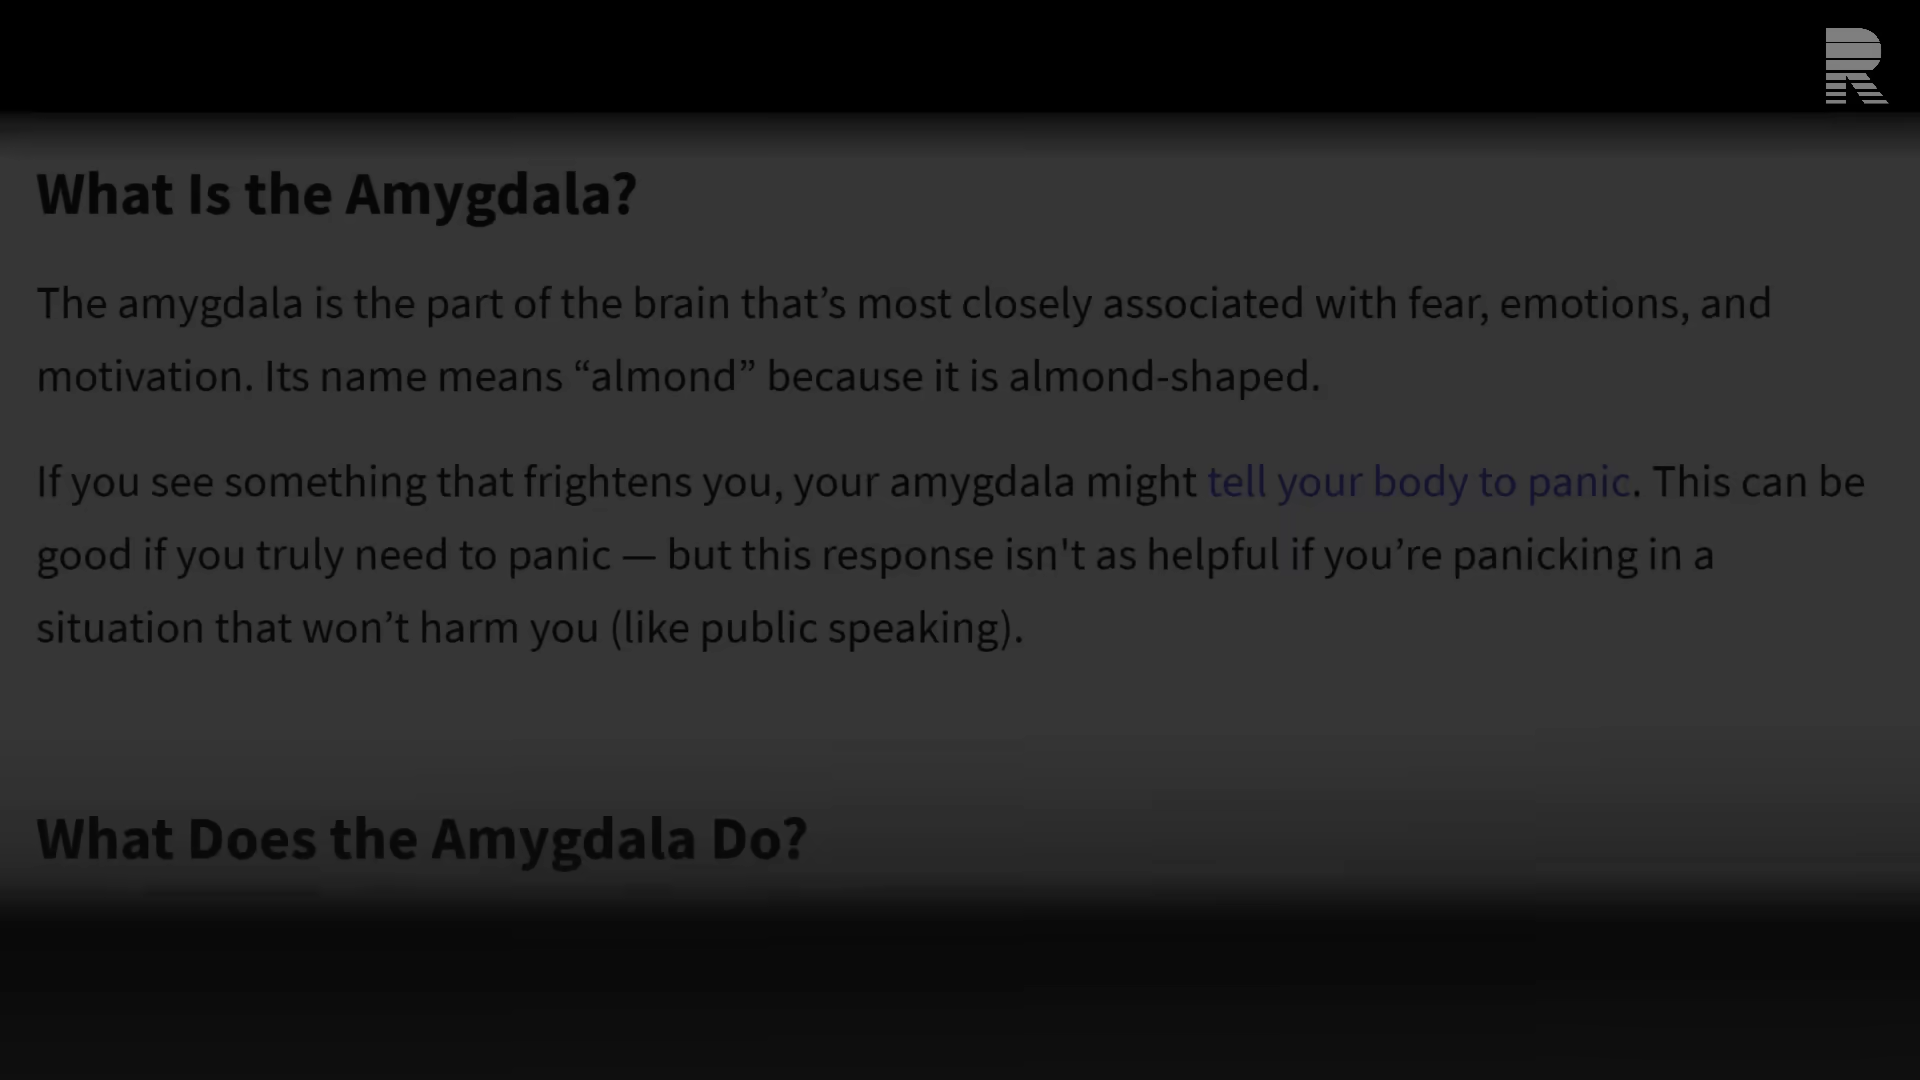 What Is the Amygdala?
The amygdala is the part of the brain that’s most closely associated with fear, emotions, and
motivation. Its name means “almond” because it is almond-shaped.
If you see something that frightens you, your amygdala might tell your body to panic. This can be
good if you truly need to panic — but this response isn't as helpful if you’re panicking in a
situation that won’t harm you (like public speaking).
What Does the Amygdala Do?
R